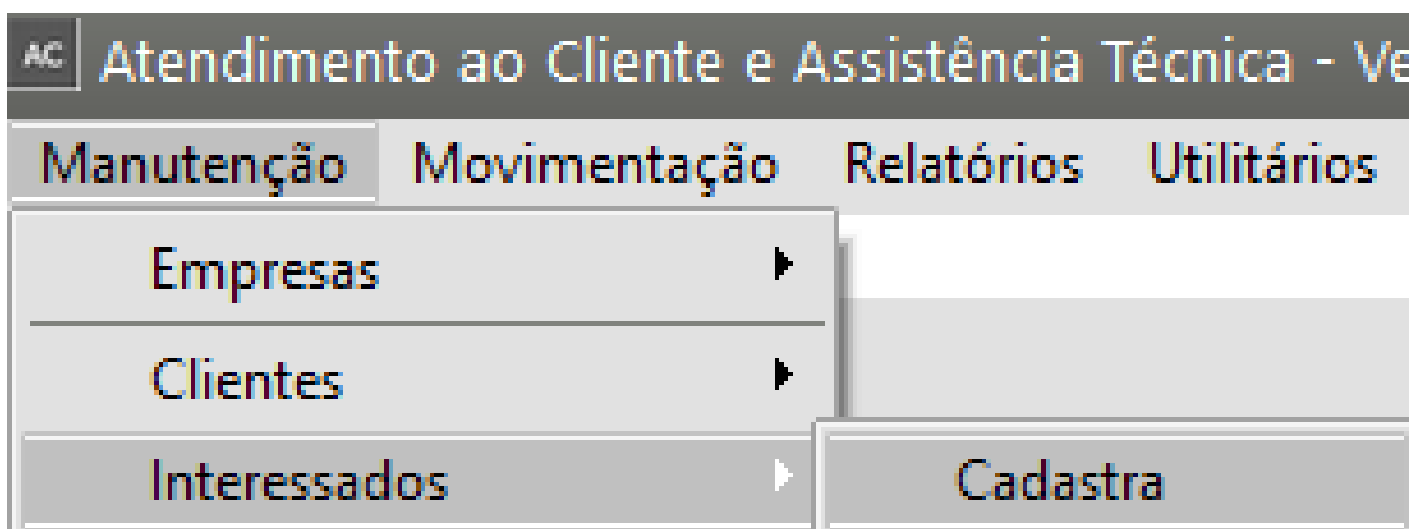 AC Atendimento ao Cliente e Assistência Técnica - Ve
Manutenção Movimentação Relatórios Utilitários
Empresas
Clientes
Interessados Cadastra